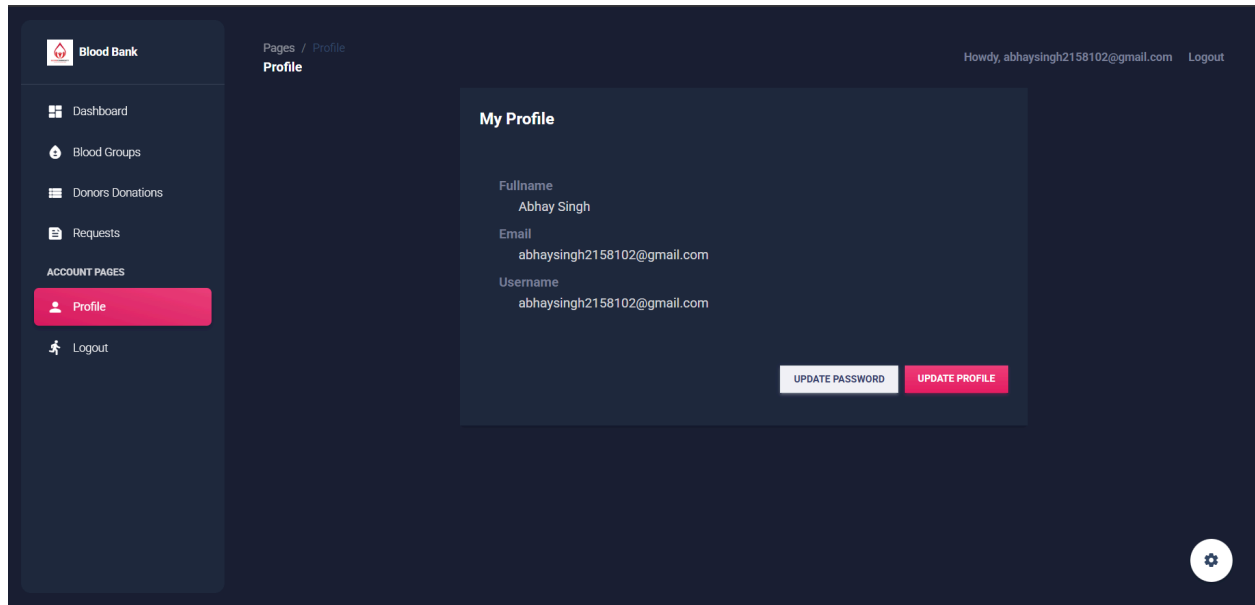 Blood Bank
Dashboard
Blood Groups
Donors Donations
Requests
ACCOUNT PAGES
Profile
Logout
Pages / Profile
Profile
Howdy, abhaysingh2158102@gmail.com Logout
My Profile
Fullname
Abhay Singh
Email
abhaysingh2158102@gmail.com
Username
abhaysingh2158102@gmail.com
UPDATE PASSWORD UPDATE PROFILE